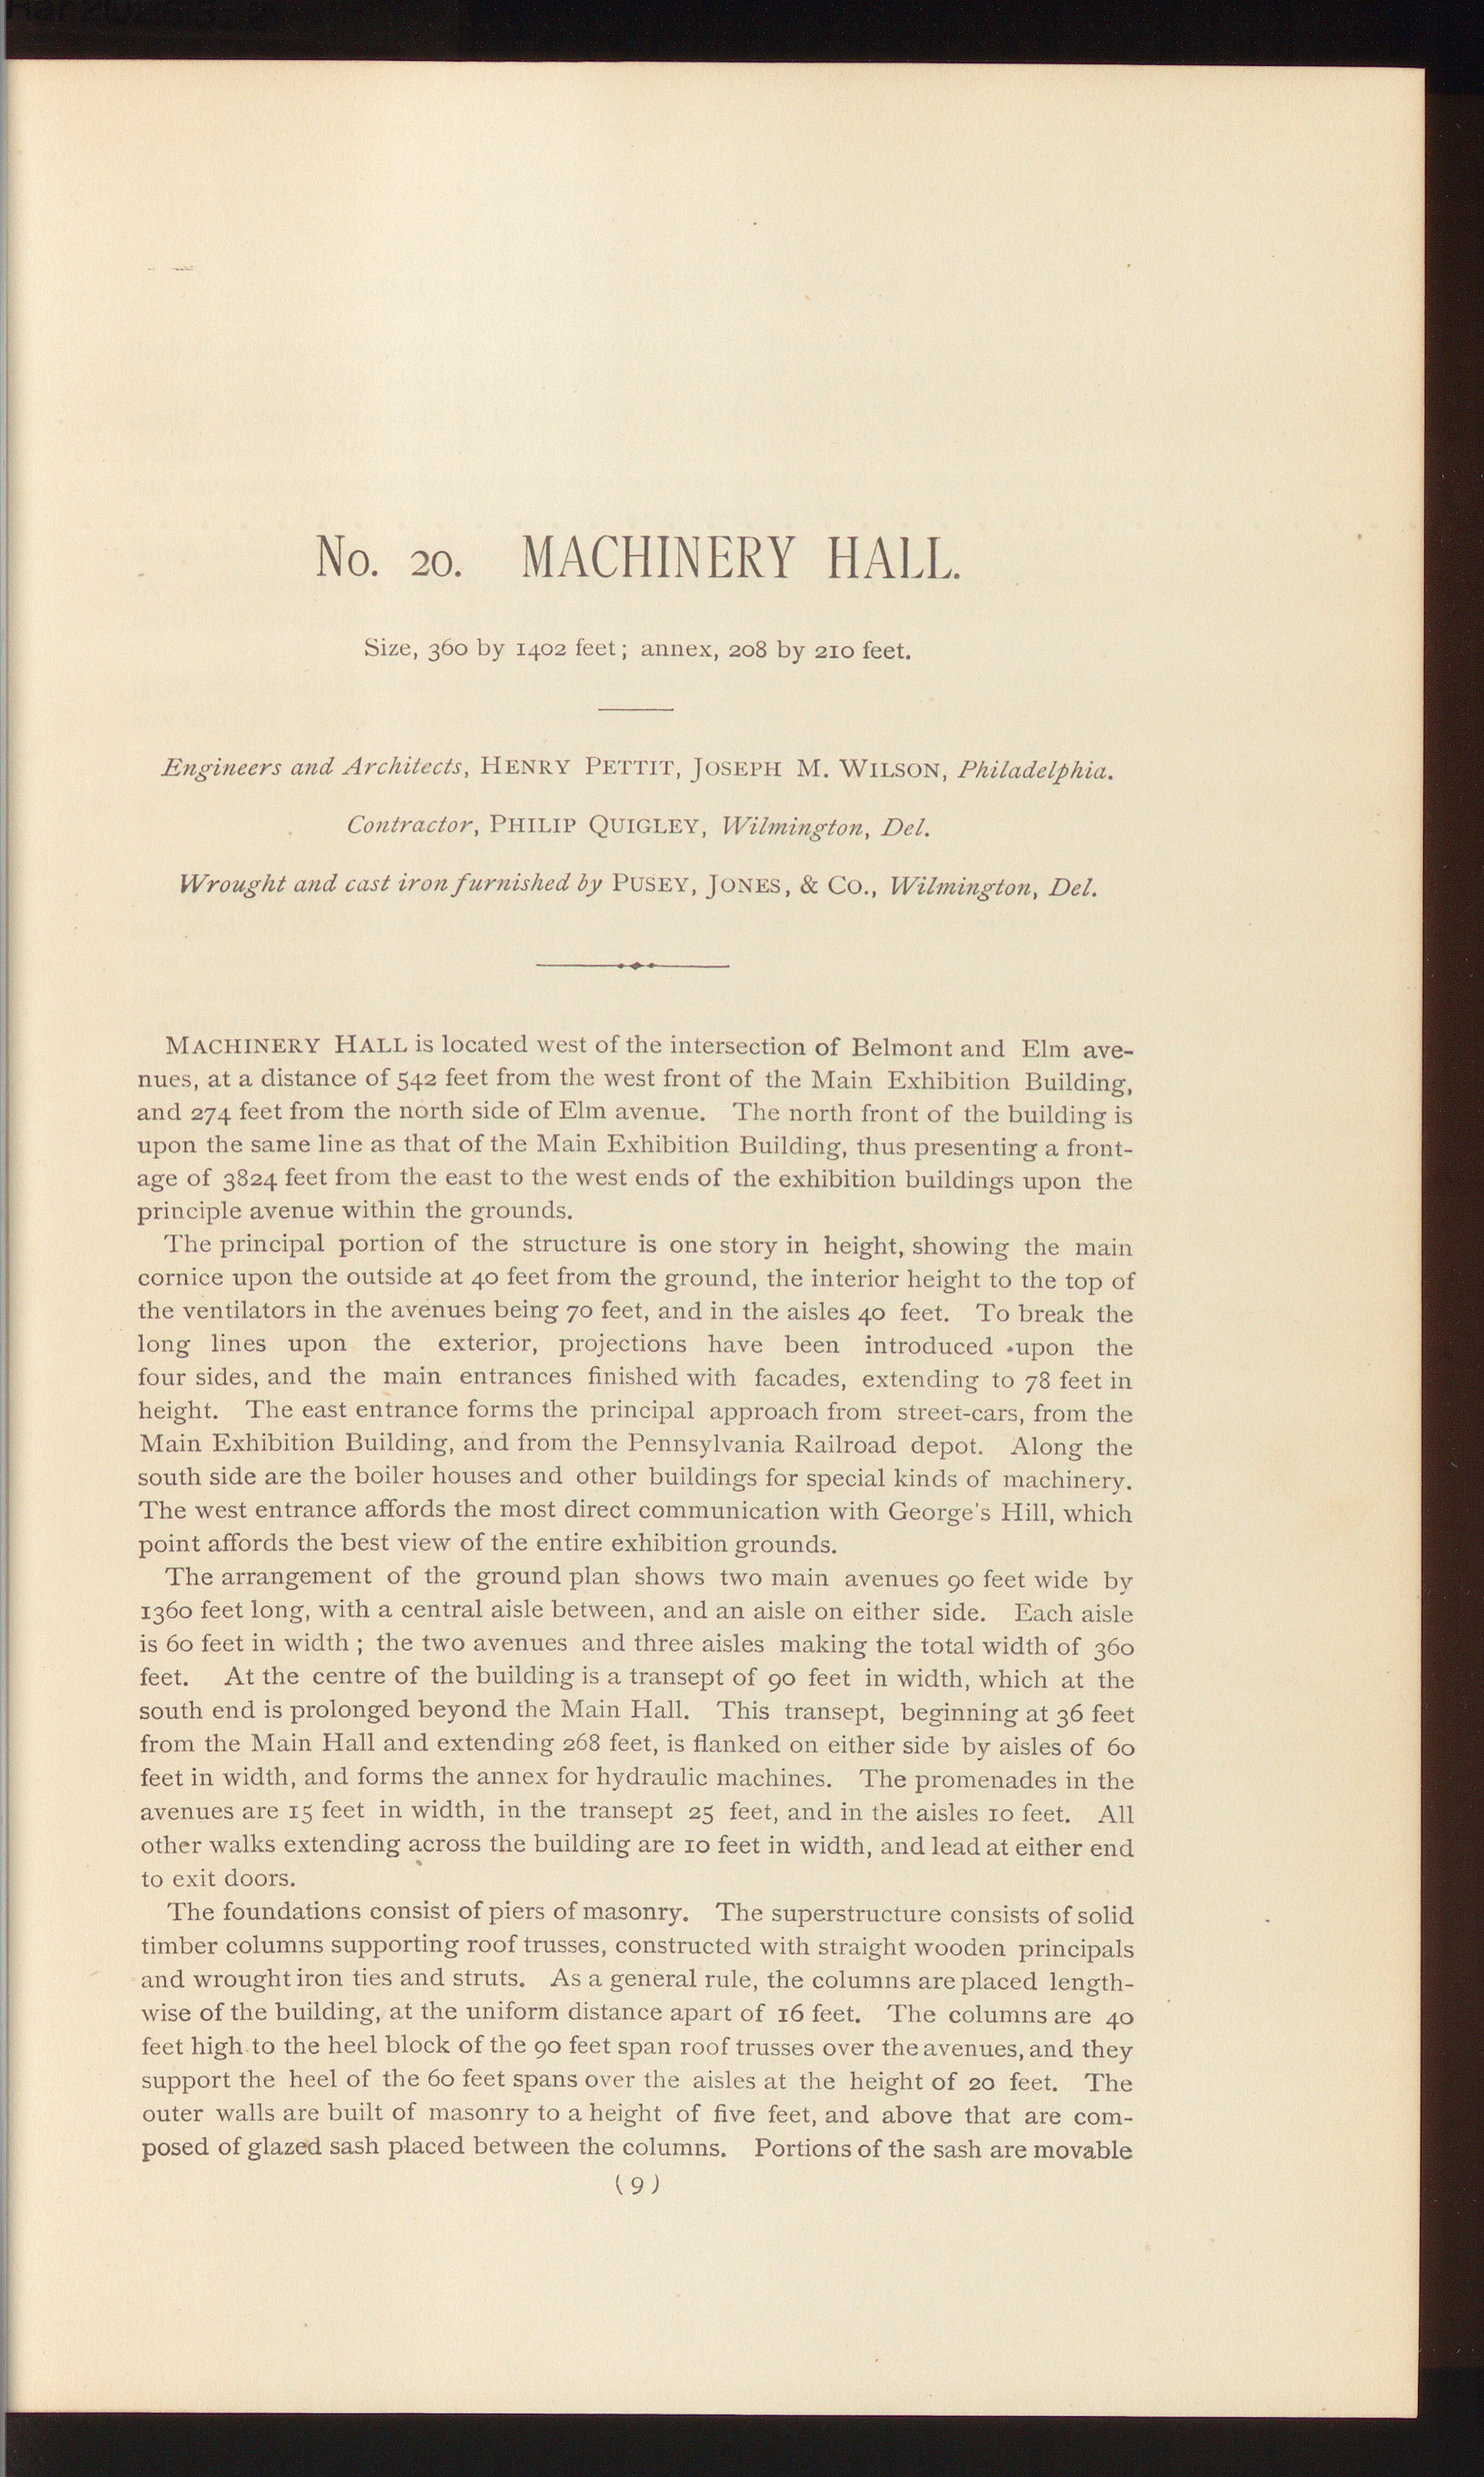 No. 20. MACHINERY HALL.
Size, 360 by 1402 feet; annex, 208 by 210 feet.
Engineers and Architects, HENRY PETTIT, JOSEPH M. WILSON, Philadelphia.
Contractor, PHILIP QUIGLEY, Wilmington, Del.
Wrought and cast iron furnished by PUSEY, JONES, & CO., Wilmington, Del.
MACHINERY HALL is located west of the intersection of Belmont and Elm ave-
nues, at a distance of 542 feet from the west front of the Main Exhibition Building,
and 274 feet from the north side of Elm avenue. The north front of the building is
upon the same line as that of the Main Exhibition Building, thus presenting a front-
age of 3824 feet from the east to the west ends of the exhibition buildings upon the
principle avenue within the grounds.
The principal portion of the structure is one story in height, showing the main
cornice upon the outside at 40 feet from the ground, the interior height to the top of
the ventilators in the avenues being 70 feet, and in the aisles 40 feet. To break the
long lines upon the exterior, projections have been introduced upon the
four sides, and the main entrances finished with facades, extending to 78 feet in
height. The east entrance forms the principal approach from street-cars, from the
Main Exhibition Building, and from the Pennsylvania Railroad depot. Along the
south side are the boiler houses and other buildings for special kinds of machinery.
The west entrance affords the most direct communication with George's Hill, which
point affords the best view of the entire exhibition grounds.
The arrangement of the ground plan shows two main avenues 90 feet wide by
1360 feet long, with a central aisle between, and an aisle on either side. Each aisle
is 60 feet in width; the two avenues and three aisles making the total width of 360
feet. At the centre of the building is a transept of 90 feet in width, which at the
south end is prolonged beyond the Main Hall. This transept, beginning at 36 feet
from the Main Hall and extending 268 feet, is flanked on either side by aisles of 60
feet in width, and forms the annex for hydraulic machines. The promenades in the
avenues are 15 feet in width, in the transept 25 feet, and in the aisles 10 feet. All
other walks extending across the building are 10 feet in width, and lead at either end
to exit doors.
The foundations consist of piers of masonry. The superstructure consists of solid
timber columns supporting roof trusses, constructed with straight wooden principals
and wrought iron ties and struts. As a general rule, the columns are placed length-
wise of the building, at the uniform distance apart of 16 feet. The columns are 40
feet high to the heel block of the 90 feet span roof trusses over the avenues, and they
support the heel of the 60 feet spans over the aisles at the height of 20 feet. The
outer walls are built of masonry to a height of five feet, and above that are com-
posed of glazed sash placed between the columns. Portions of the sash are movable
(9)